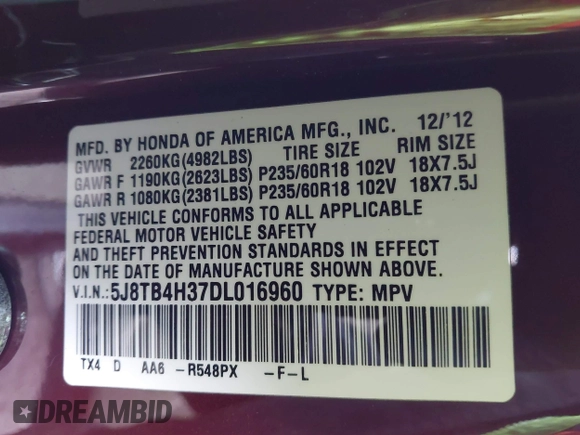 MFD. BY HONDA OF AMERICA MFG., INC. 12/'12
GVWR 2260KG(4982LBS) TIRE SIZE RIM SIZE
GAWR F 1190KG(2623LBS) P235/60R18 102V 18X7.5J
GAWR R 1080KG(2381LBS) P235/60R18 102V 18X7.5J
THIS VEHICLE CONFORMS TO ALL APPLICABLE
FEDERAL MOTOR VEHICLE SAFETY
AND THEFT PREVENTION STANDARDS IN EFFECT
ON THE DATE OF MANUFACTURE SHOWN ABOVE.
V.I.N.:5J8TB4H37DL016960 TYPE: MPV
TX4 D AA6 -R548PX -F-L
DREAMBID